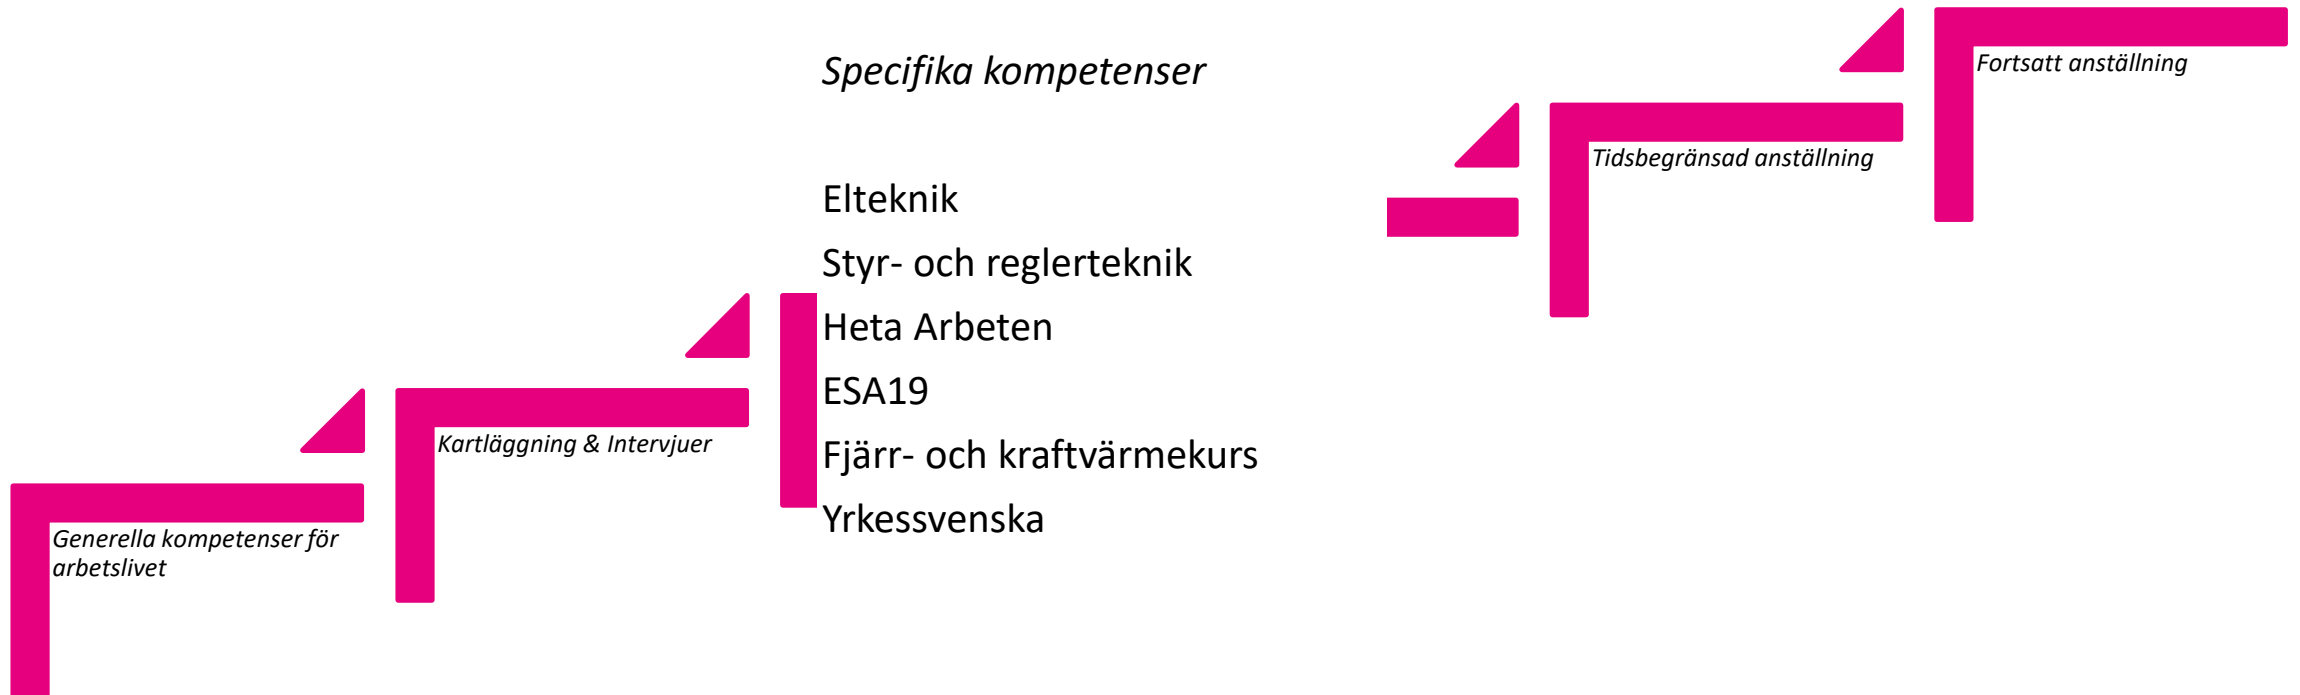 Generella kompetenser för
arbetslivet
Kartläggning & Intervjuer
Specifika kompetenser
Elteknik
Styr- och reglerteknik
Heta Arbeten
ESA19
Fjärr- och kraftvärmekurs
Yrkessvenska
Tidsbegränsad anställning
Fortsatt anställning